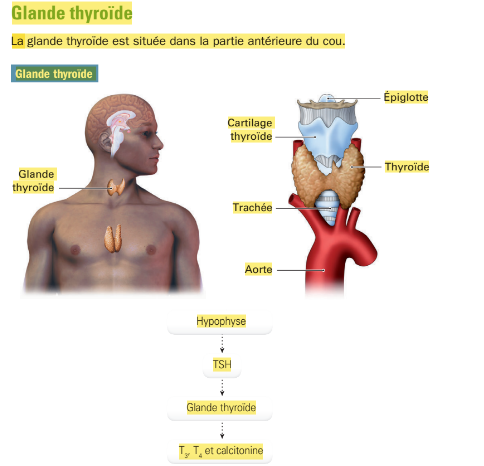 Glande thyroïde
La glande thyroïde est située dans la partie antérieure du cou.
Glande thyroïde
Glande
thyroïde
Épiglotte
Cartilage
thyroïde
Thyroïde
Trachée
Aorte
Hypophyse
TSH
Glande thyroïde
T₃, T₄ et calcitonine